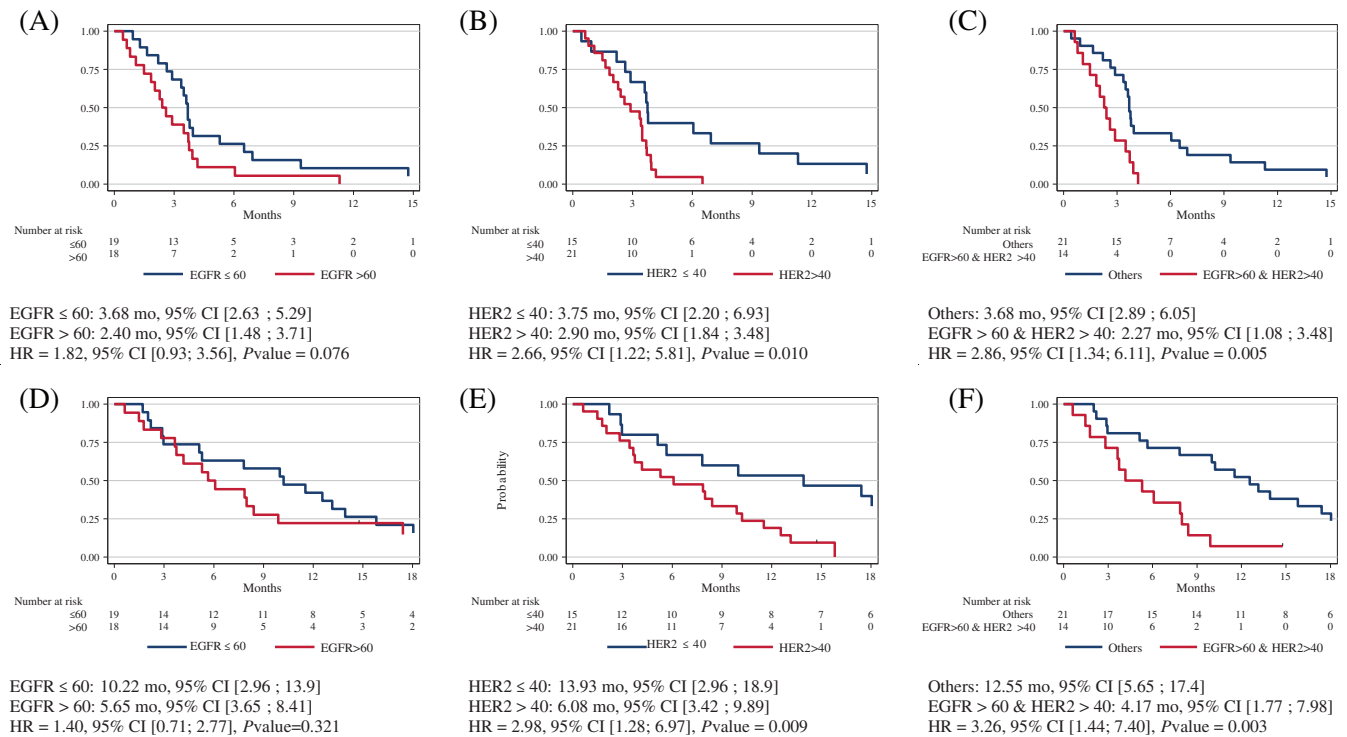 (A)
1.00
0.75
0.50
0.25
0.00
0 3 6 9 12 15
Months
Number at risk
≤60 19 13 5 3 2 1
>60 18 7 2 1 0 0
EGFR ≤ 60 EGFR >60
EGFR ≤ 60: 3.68 mo, 95% CI [2.63 ; 5.29]
EGFR > 60: 2.40 mo, 95% CI [1.48 ; 3.71]
HR = 1.82, 95% CI [0.93; 3.56], Pvalue = 0.076
(B)
1.00
0.75
0.50
0.25
0.00
0 3 6 9 12 15
Months
Number at risk
≤40 15 10 6 4 2 1
>40 21 10 1 0 0 0
HER2 ≤ 40 HER2>40
HER2 ≤ 40: 3.75 mo, 95% CI [2.20 ; 6.93]
HER2 > 40: 2.90 mo, 95% CI [1.84 ; 3.48]
HR = 2.66, 95% CI [1.22; 5.81], Pvalue = 0.010
(C)
1.00
0.75
0.50
0.25
0.00
0 3 6 9 12 15
Months
Number at risk
Others 21 15 7 4 2 1
EGFR>60 & HER2 >40 14 4 0 0 0 0
Others EGFR>60 & HER2>40
Others: 3.68 mo, 95% CI [2.89 ; 6.05]
EGFR > 60 & HER2 > 40: 2.27 mo, 95% CI [1.08 ; 3.48]
HR = 2.86, 95% CI [1.34; 6.11], Pvalue = 0.005
(D)
1.00
0.75
0.50
0.25
0.00
0 3 6 9 12 15 18
Months
Number at risk
≤60 19 14 12 11 8 5 4
>60 18 14 9 5 4 3 2
EGFR ≤ 60 EGFR>60
EGFR ≤ 60: 10.22 mo, 95% CI [2.96 ; 13.9]
EGFR > 60: 5.65 mo, 95% CI [3.65 ; 8.41]
HR = 1.40, 95% CI [0.71; 2.77], Pvalue=0.321
(E)
Probability
1.00
0.75
0.50
0.25
0.00
0 3 6 9 12 15 18
Months
Number at risk
≤40 15 12 10 9 8 7 6
>40 21 16 11 7 4 1 0
HER2 ≤ 40 HER2>40
HER2 ≤ 40: 13.93 mo, 95% CI [2.96 ; 18.9]
HER2 > 40: 6.08 mo, 95% CI [3.42 ; 9.89]
HR = 2.98, 95% CI [1.28; 6.97], Pvalue = 0.009
(F)
1.00
0.75
0.50
0.25
0.00
0 3 6 9 12 15 18
Months
Number at risk
Others 21 17 15 14 11 8 6
EGFR>60 & HER2 >40 14 10 6 2 1 0 0
Others EGFR>60 & HER2>40
Others: 12.55 mo, 95% CI [5.65 ; 17.4]
EGFR > 60 & HER2 > 40: 4.17 mo, 95% CI [1.77 ; 7.98]
HR = 3.26, 95% CI [1.44; 7.40], Pvalue = 0.003